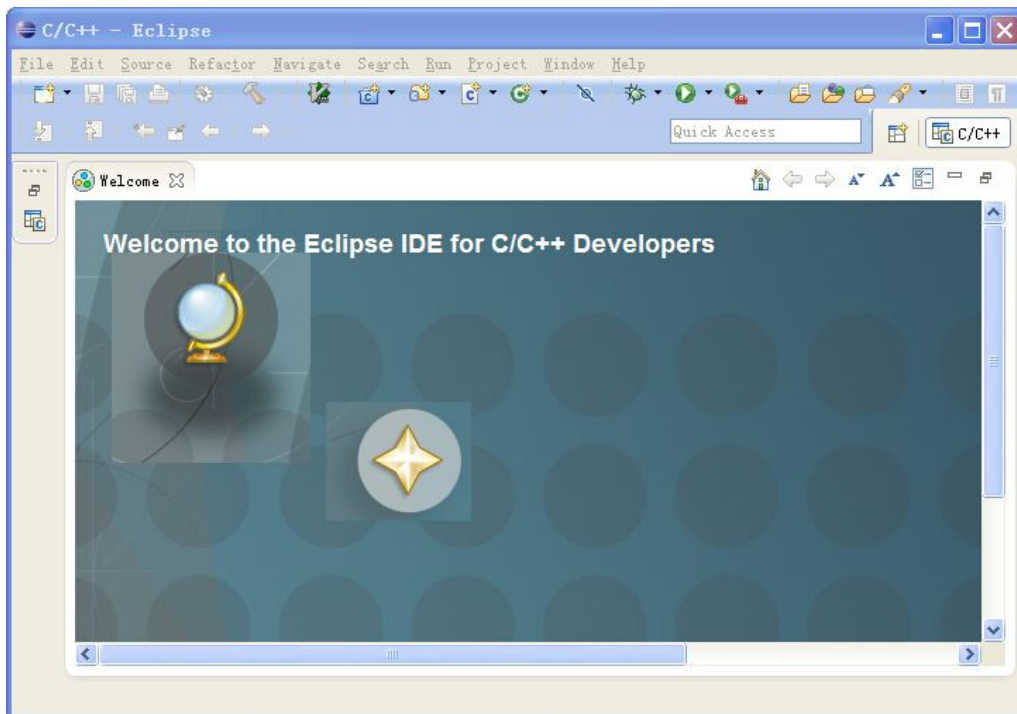 C/C++ - Eclipse
File Edit Source Refactor Navigate Search Run Project Window Help
Quick Access
C/C++
Welcome
Welcome to the Eclipse IDE for C/C++ Developers